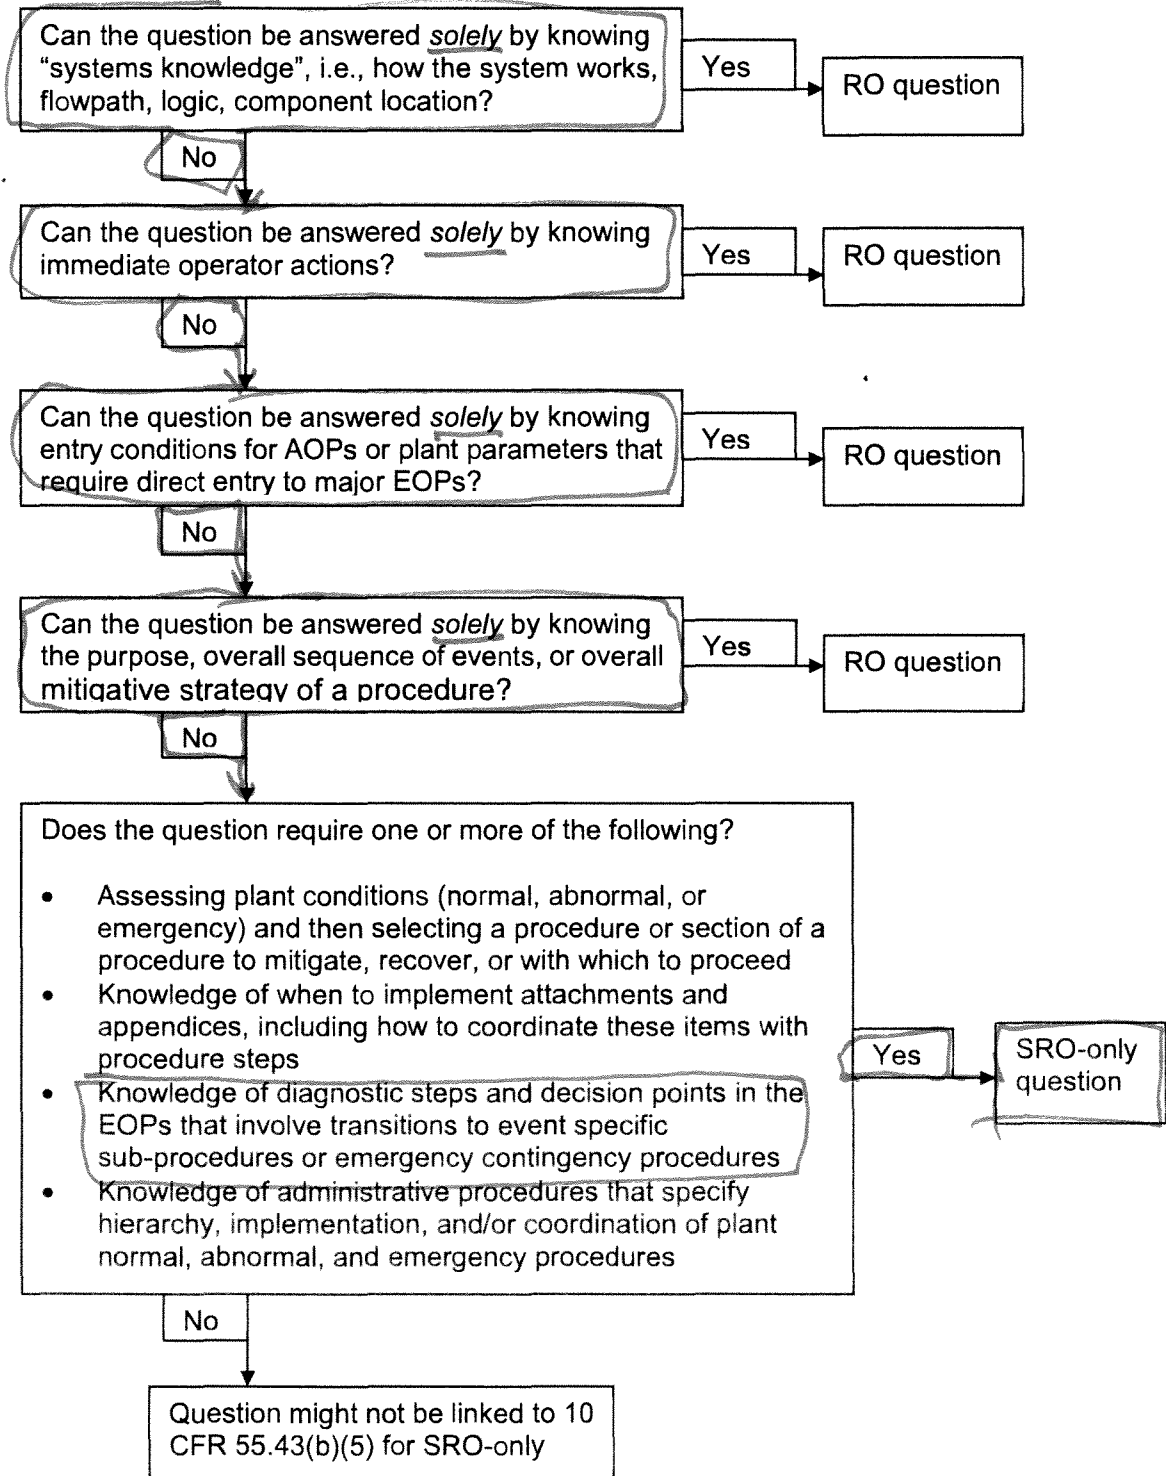 Can the question be answered solely by knowing
“systems knowledge”, i.e., how the system works,
flowpath, logic, component location?
Yes
RO question
No
Can the question be answered solely by knowing
immediate operator actions?
Yes
RO question
No
Can the question be answered solely by knowing
entry conditions for AOPs or plant parameters that
require direct entry to major EOPs?
Yes
RO question
No
Can the question be answered solely by knowing
the purpose, overall sequence of events, or overall
mitigative strategy of a procedure?
Yes
RO question
No
Does the question require one or more of the following?
• Assessing plant conditions (normal, abnormal, or
emergency) and then selecting a procedure or section of a
procedure to mitigate, recover, or with which to proceed
• Knowledge of when to implement attachments and
appendices, including how to coordinate these items with
procedure steps
• Knowledge of diagnostic steps and decision points in the
EOPs that involve transitions to event specific
sub-procedures or emergency contingency procedures
• Knowledge of administrative procedures that specify
hierarchy, implementation, and/or coordination of plant
normal, abnormal, and emergency procedures
Yes
SRO-only
question
No
Question might not be linked to 10
CFR 55.43(b)(5) for SRO-only